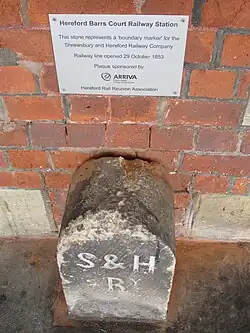 Hereford Barrs Court Railway Station
This stone represents a 'boundary marker' for the
Shrewsbury and Hereford Railway Company
Railway line opened 29 October 1853
Plaque sponsored by
ARRIVA
Hereford Rail Reunion Association
S & H
RY